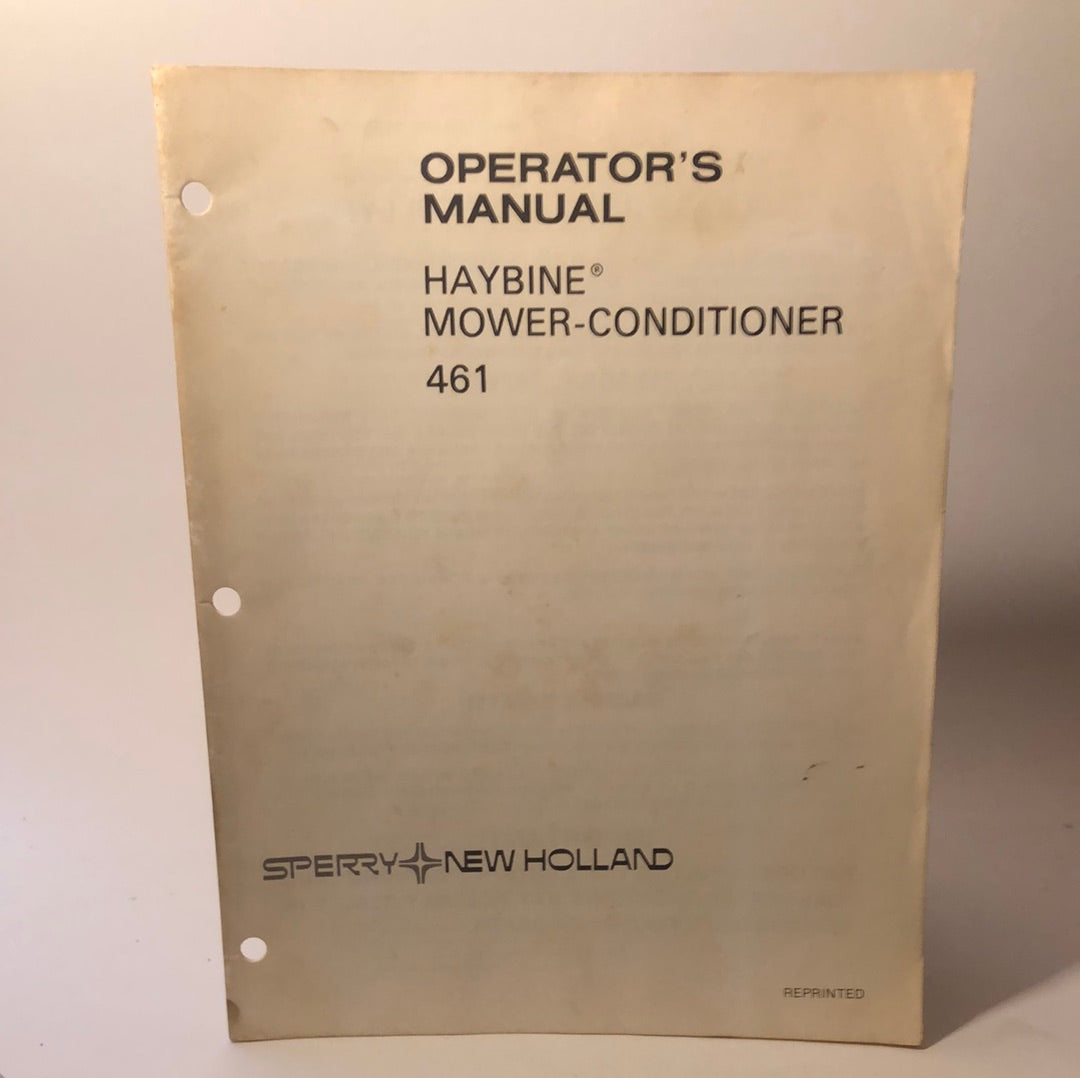 OPERATOR'S
MANUAL
HAYBINE®
MOWER-CONDITIONER
461
SPERRY NEW HOLLAND
REPRINTED